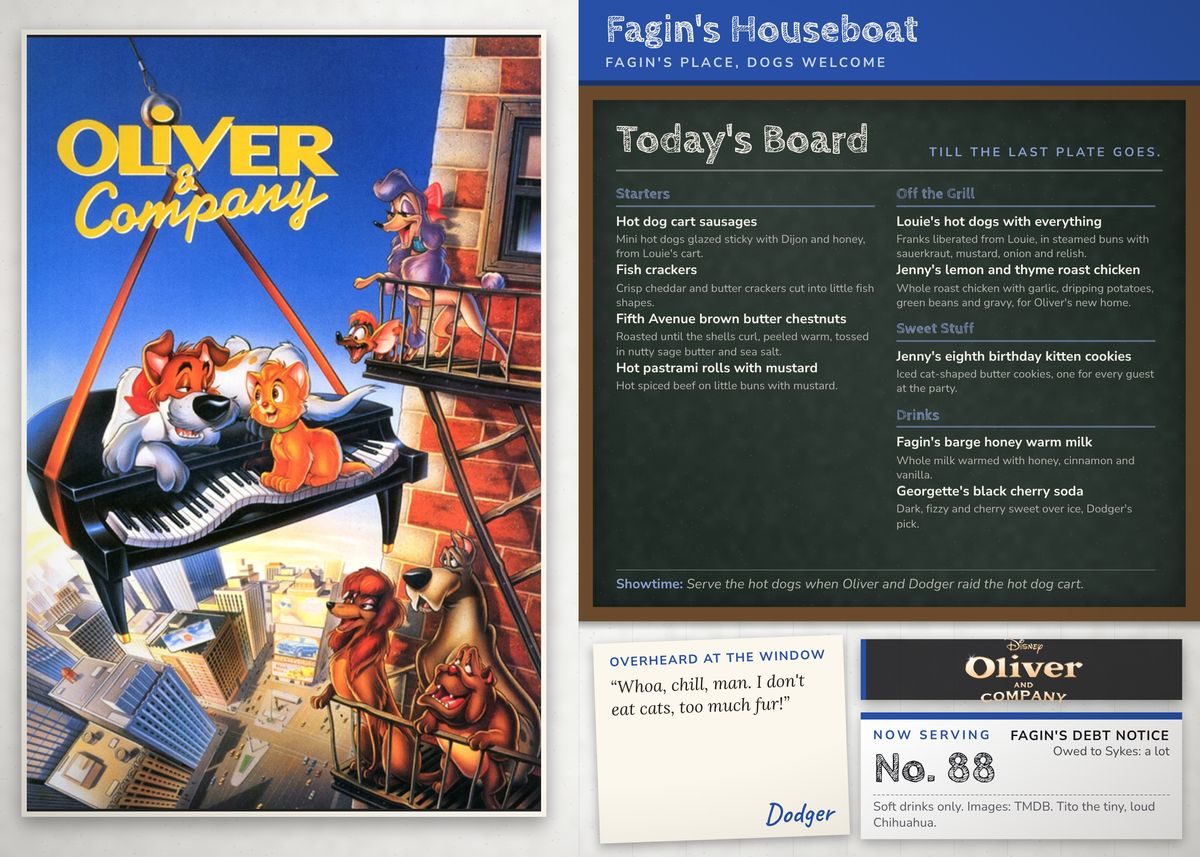 OLiVER
&
Company
Fagin's Houseboat
FAGIN'S PLACE, DOGS WELCOME
Today's Board
TILL THE LAST PLATE GOES.
Starters
Hot dog cart sausages
Mini hot dogs glazed sticky with Dijon and honey,
from Louie's cart.
Fish crackers
Crisp cheddar and butter crackers cut into little fish
shapes.
Fifth Avenue brown butter chestnuts
Roasted until the shells curl, peeled warm, tossed
in nutty sage butter and sea salt.
Hot pastrami rolls with mustard
Hot spiced beef on little buns with mustard.
Off the Grill
Louie's hot dogs with everything
Franks liberated from Louie, in steamed buns with
sauerkraut, mustard, onion and relish.
Jenny's lemon and thyme roast chicken
Whole roast chicken with garlic, dripping potatoes,
green beans and gravy, for Oliver's new home.
Sweet Stuff
Jenny's eighth birthday kitten cookies
Iced cat-shaped butter cookies, one for every guest
at the party.
Drinks
Fagin's barge honey warm milk
Whole milk warmed with honey, cinnamon and
vanilla.
Georgette's black cherry soda
Dark, fizzy and cherry sweet over ice, Dodger's
pick.
Showtime: Serve the hot dogs when Oliver and Dodger raid the hot dog cart.
OVERHEARD AT THE WINDOW
“Whoa, chill, man. I don't
eat cats, too much fur!”
Dodger
DISNEY
Oliver
AND
COMPANY
NOW SERVING
No. 88
FAGIN'S DEBT NOTICE
Owed to Sykes: a lot
Soft drinks only. Images: TMDB. Tito the tiny, loud
Chihuahua.